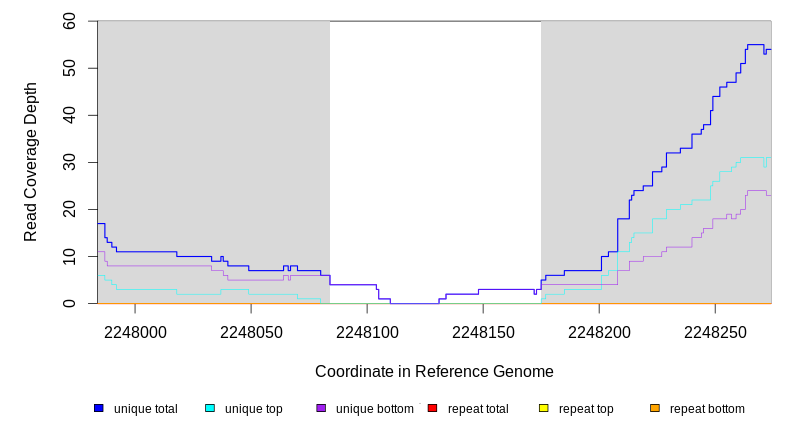 Read Coverage Depth
60
50
40
30
20
10
0
2248000 2248050 2248100 2248150 2248200 2248250
Coordinate in Reference Genome
unique total unique top unique bottom repeat total repeat top repeat bottom